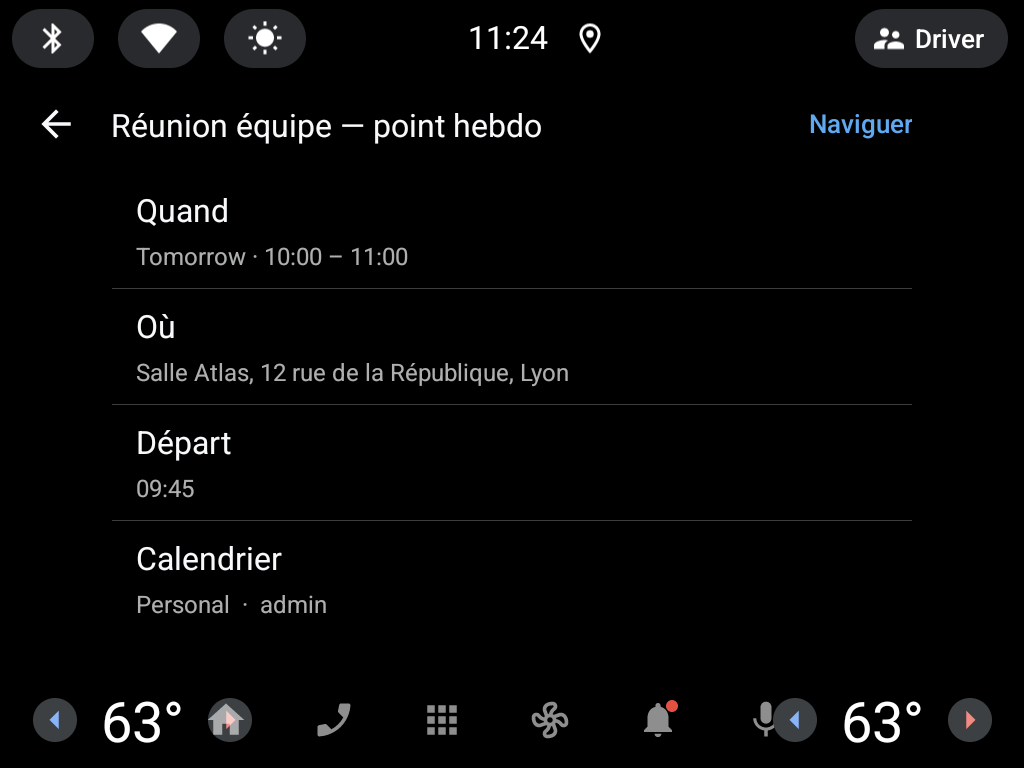 11:24
Driver
Réunion équipe — point hebdo
Naviguer
Quand
Tomorrow · 10:00 – 11:00
Où
Salle Atlas, 12 rue de la République, Lyon
Départ
09:45
Calendrier
Personal · admin
63°
63°